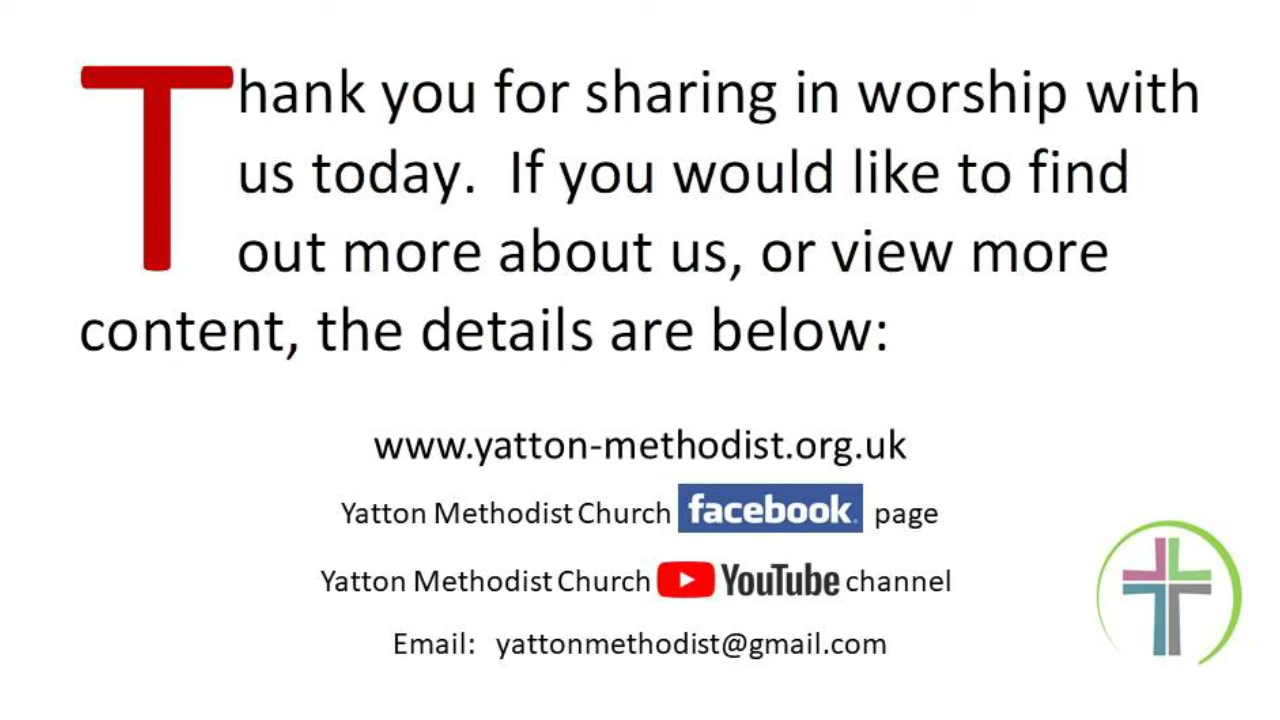 Thank you for sharing in worship with
us today. If you would like to find
out more about us, or view more
content, the details are below:
www.yatton-methodist.org.uk
Yatton Methodist Church facebook. page
Yatton Methodist Church YouTube channel
Email: yattonmethodist@gmail.com